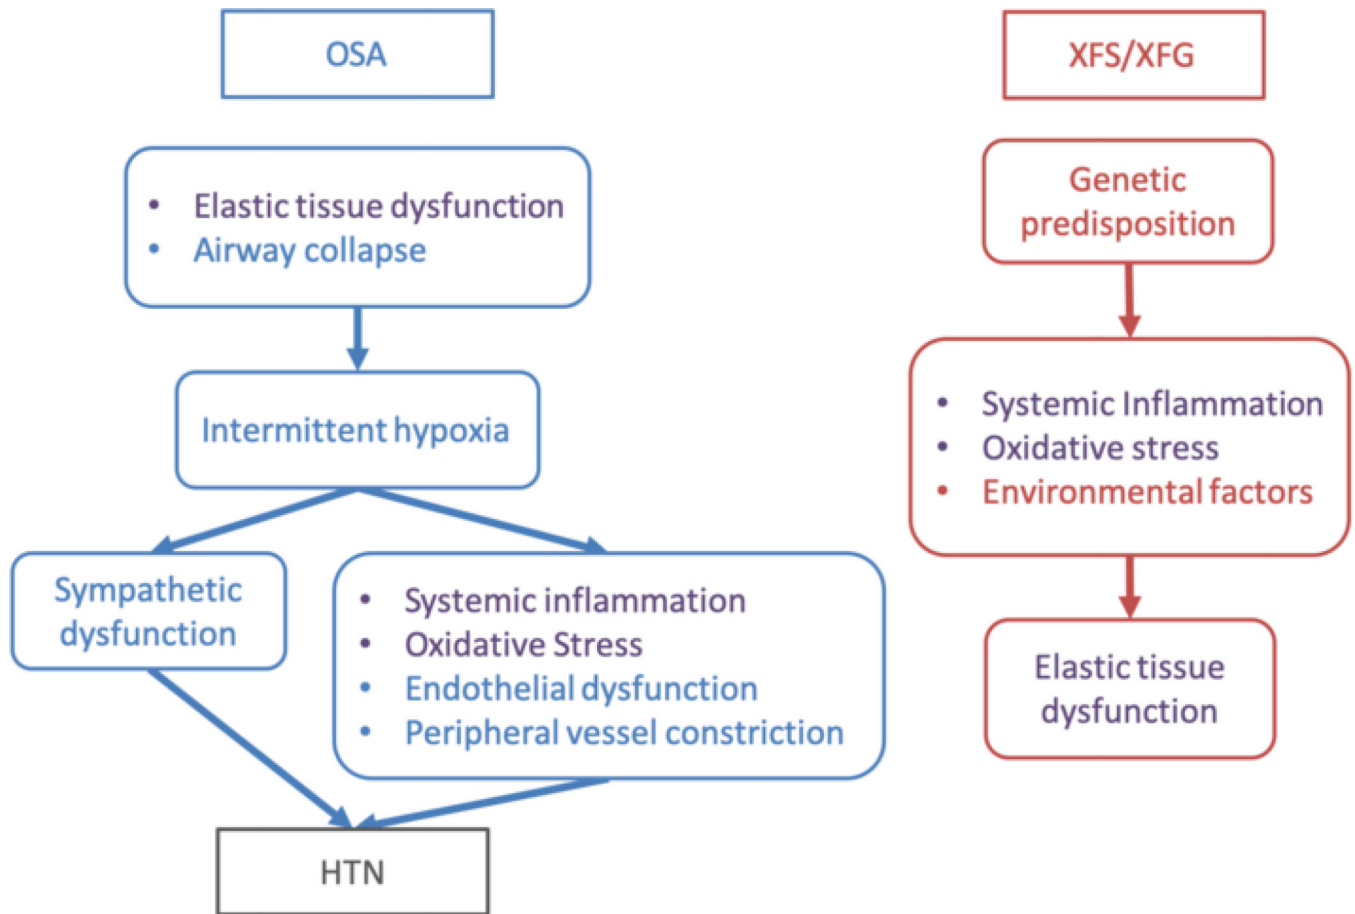 OSA
• Elastic tissue dysfunction
• Airway collapse
Intermittent hypoxia
Sympathetic
dysfunction
• Systemic inflammation
• Oxidative Stress
• Endothelial dysfunction
• Peripheral vessel constriction
HTN
XFS/XFG
Genetic
predisposition
• Systemic Inflammation
• Oxidative stress
• Environmental factors
Elastic tissue
dysfunction